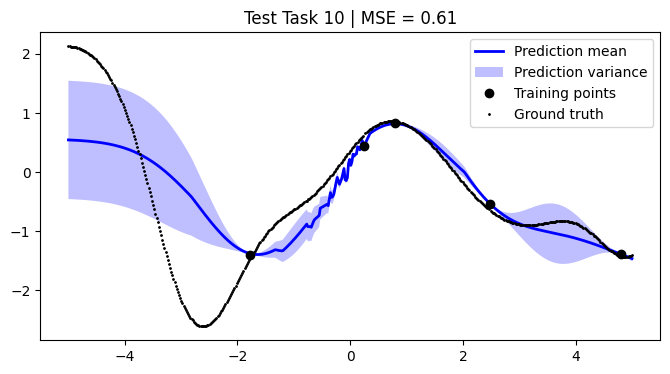 Test Task 10 | MSE = 0.61
Prediction mean
Prediction variance
Training points
Ground truth
2
1
0
−1
−2
−4
−2
0
2
4